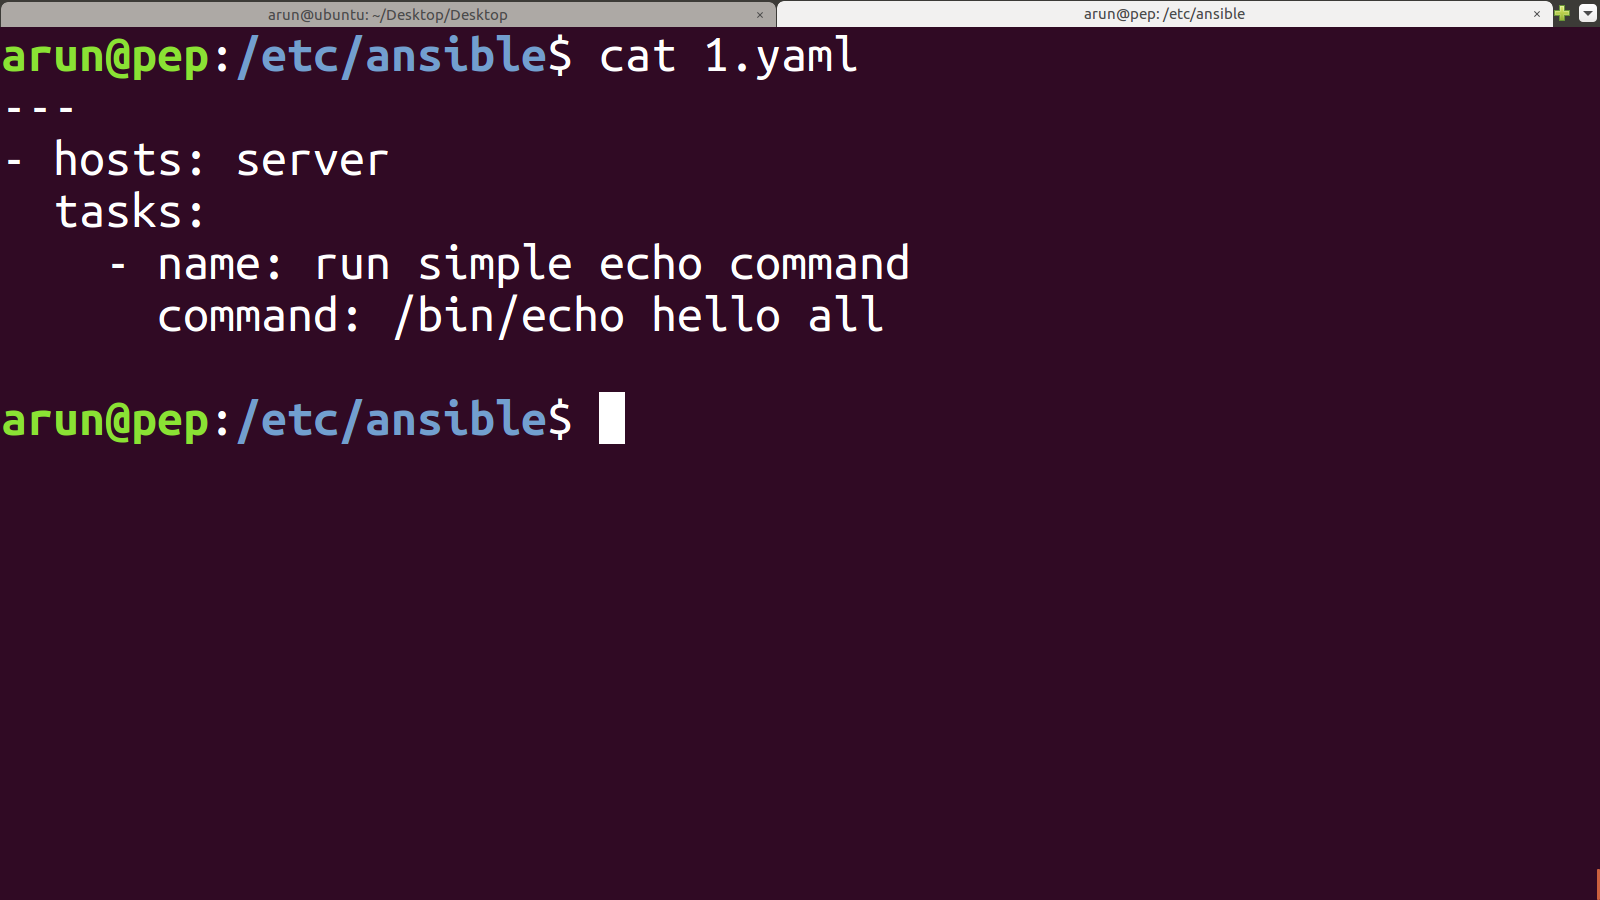 arun@ubuntu: ~/Desktop/Desktop × arun@pep: /etc/ansible ×
arun@pep:/etc/ansible$ cat 1.yaml
---
- hosts: server
  tasks:
    - name: run simple echo command
      command: /bin/echo hello all
arun@pep:/etc/ansible$